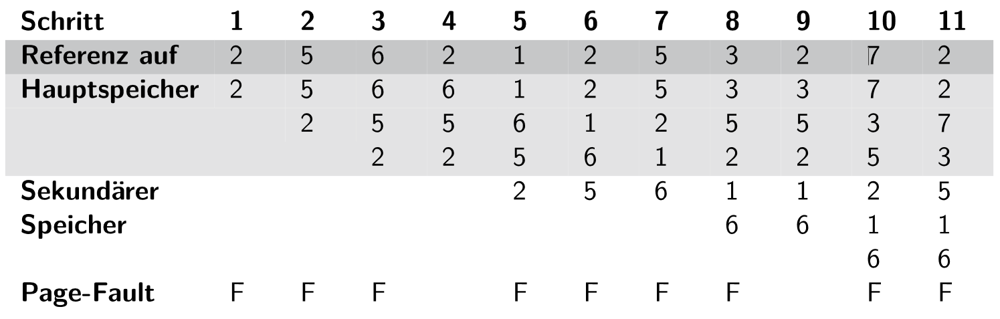 Schritt 1 2 3 4 5 6 7 8 9 10 11
Referenz auf 2 5 6 2 1 2 5 3 2 7 2
Hauptspeicher 2 5 6 6 1 2 5 3 3 7 2
2 5 5 6 1 2 5 5 3 7
2 2 5 6 1 2 2 5 3
Sekundärer 2 5 6 1 1 2 5
Speicher 6 6 1 1
6 6
Page-Fault F F F F F F F F F